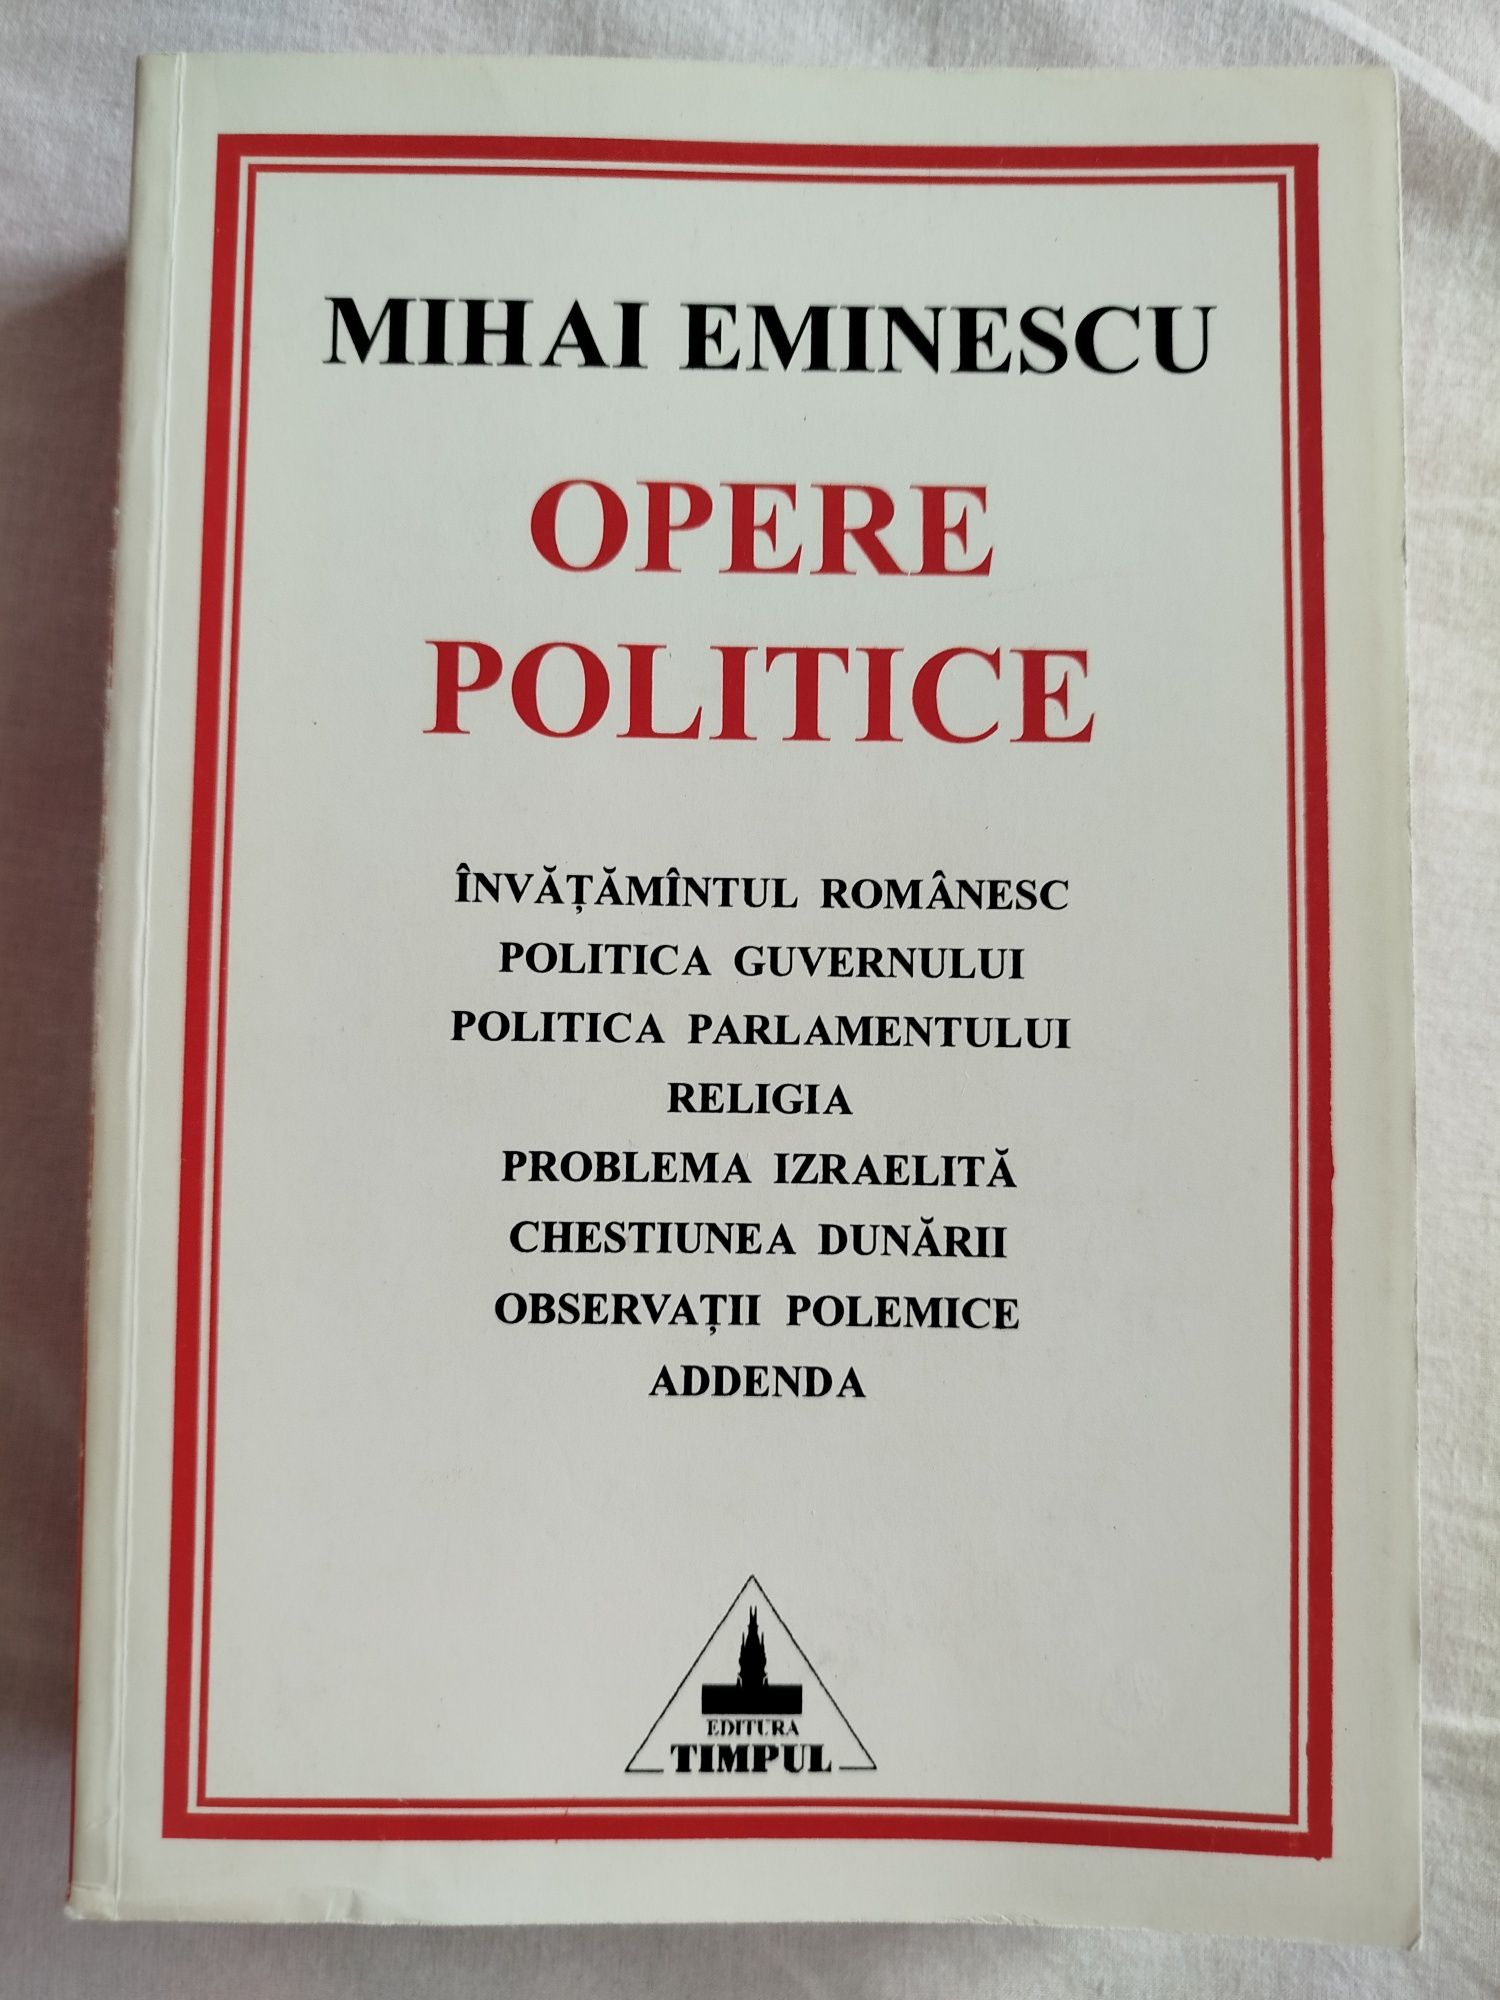 MIHAI EMINESCU
OPERE
POLITICE
ÎNVĂȚĂMÎNTUL ROMÂNESC
POLITICA GUVERNULUI
POLITICA PARLAMENTULUI
RELIGIA
PROBLEMA IZRAELITĂ
CHESTIUNEA DUNĂRII
OBSERVAȚII POLEMICE
ADDENDA
EDITURA
TIMPUL